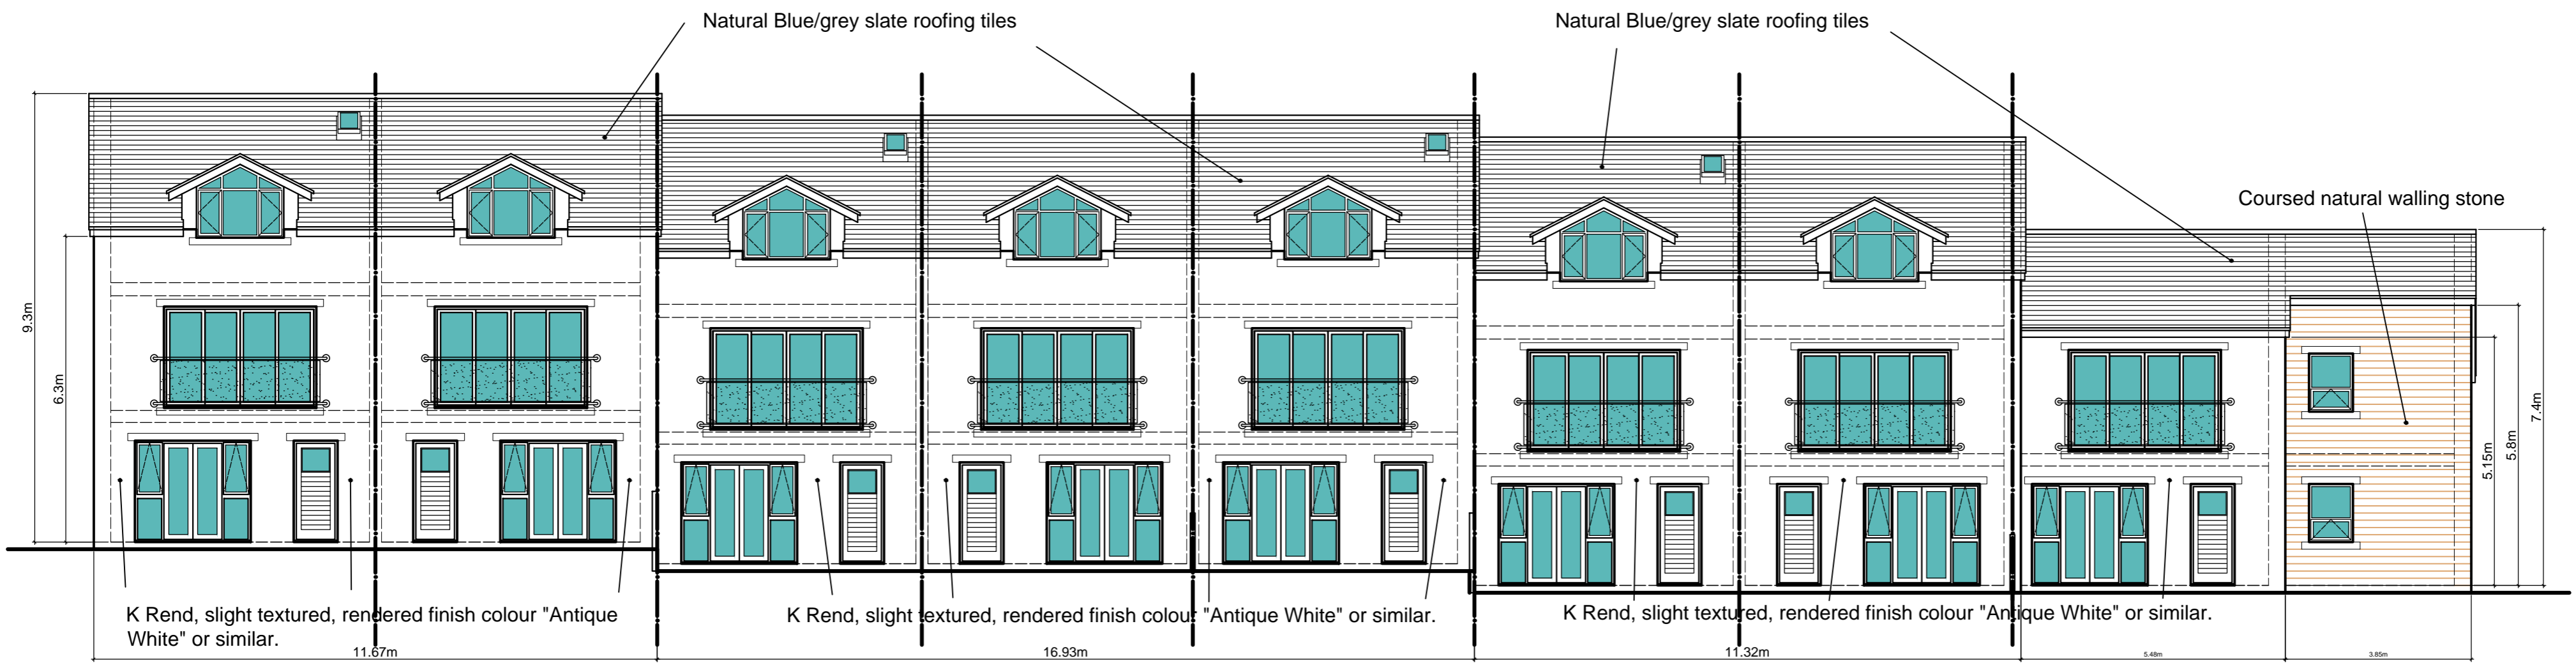 Natural Blue/grey slate roofing tiles
Natural Blue/grey slate roofing tiles
Coursed natural walling stone
9.3m
6.3m
7.4m
5.8m
5.15m
K Rend, slight textured, rendered finish colour "Antique
White" or similar.
K Rend, slight textured, rendered finish colour "Antique White" or similar.
K Rend, slight textured, rendered finish colour "Antique White" or similar.
11.67m
16.93m
11.32m
5.48m
3.85m